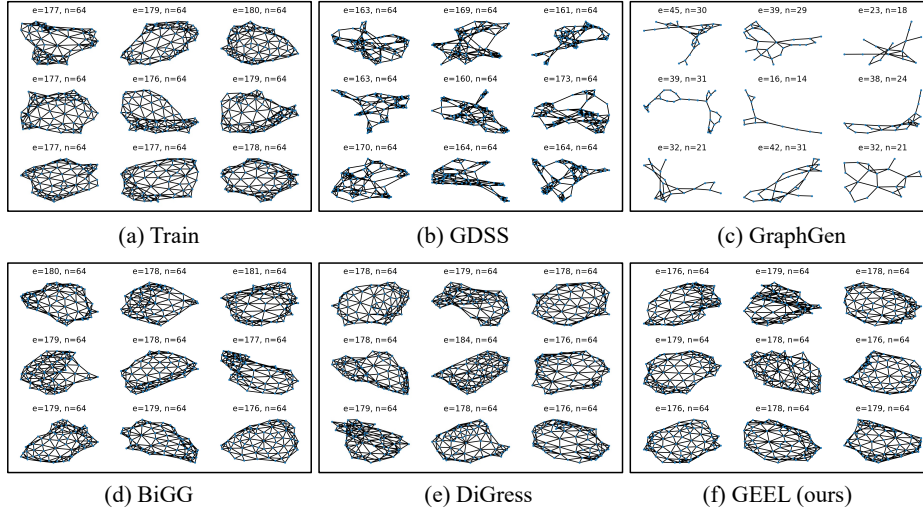 e=177, n=64 e=179, n=64 e=180, n=64
e=177, n=64 e=176, n=64 e=179, n=64
e=177, n=64 e=177, n=64 e=178, n=64
(a) Train
e=163, n=64 e=169, n=64 e=161, n=64
e=163, n=64 e=160, n=64 e=173, n=64
e=170, n=64 e=164, n=64 e=164, n=64
(b) GDSS
e=45, n=30 e=39, n=29 e=23, n=18
e=39, n=31 e=16, n=14 e=38, n=24
e=32, n=21 e=42, n=31 e=32, n=21
(c) GraphGen
e=180, n=64 e=178, n=64 e=181, n=64
e=179, n=64 e=178, n=64 e=177, n=64
e=179, n=64 e=179, n=64 e=176, n=64
(d) BiGG
e=178, n=64 e=179, n=64 e=178, n=64
e=178, n=64 e=184, n=64 e=176, n=64
e=179, n=64 e=178, n=64 e=176, n=64
(e) DiGress
e=176, n=64 e=179, n=64 e=178, n=64
e=179, n=64 e=178, n=64 e=176, n=64
e=176, n=64 e=178, n=64 e=179, n=64
(f) GEEL (ours)